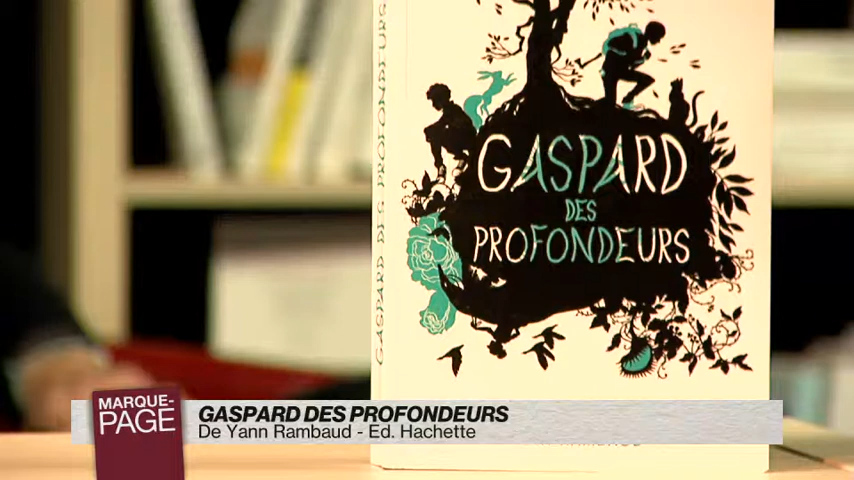 GASPARD DES PROFONDEURS
GASPARD
DES
PROFONDEURS
MARQUE-
PAGE
GASPARD DES PROFONDEURS
De Yann Rambaud - Ed. Hachette